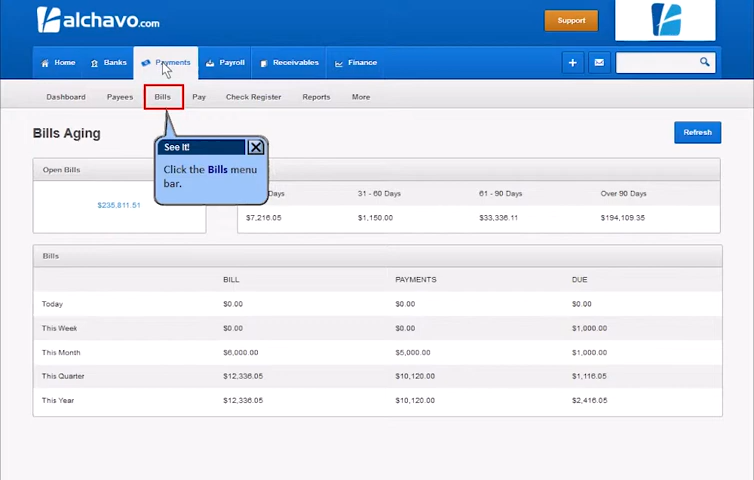 alchavo.com
Support
Home Banks Payments Payroll Receivables Finance
Dashboard Payees Bills Pay Check Register Reports More
Bills Aging
Refresh
See It!
Click the Bills menu
bar.
Open Bills
$235,811.51
Days 31 - 60 Days 61 - 90 Days Over 90 Days
$7,216.05 $1,150.00 $33,336.11 $194,109.35
Bills
BILL PAYMENTS DUE
Today $0.00 $0.00 $0.00
This Week $0.00 $0.00 $1,000.00
This Month $6,000.00 $5,000.00 $1,000.00
This Quarter $12,336.05 $10,120.00 $1,116.05
This Year $12,336.05 $10,120.00 $2,416.05